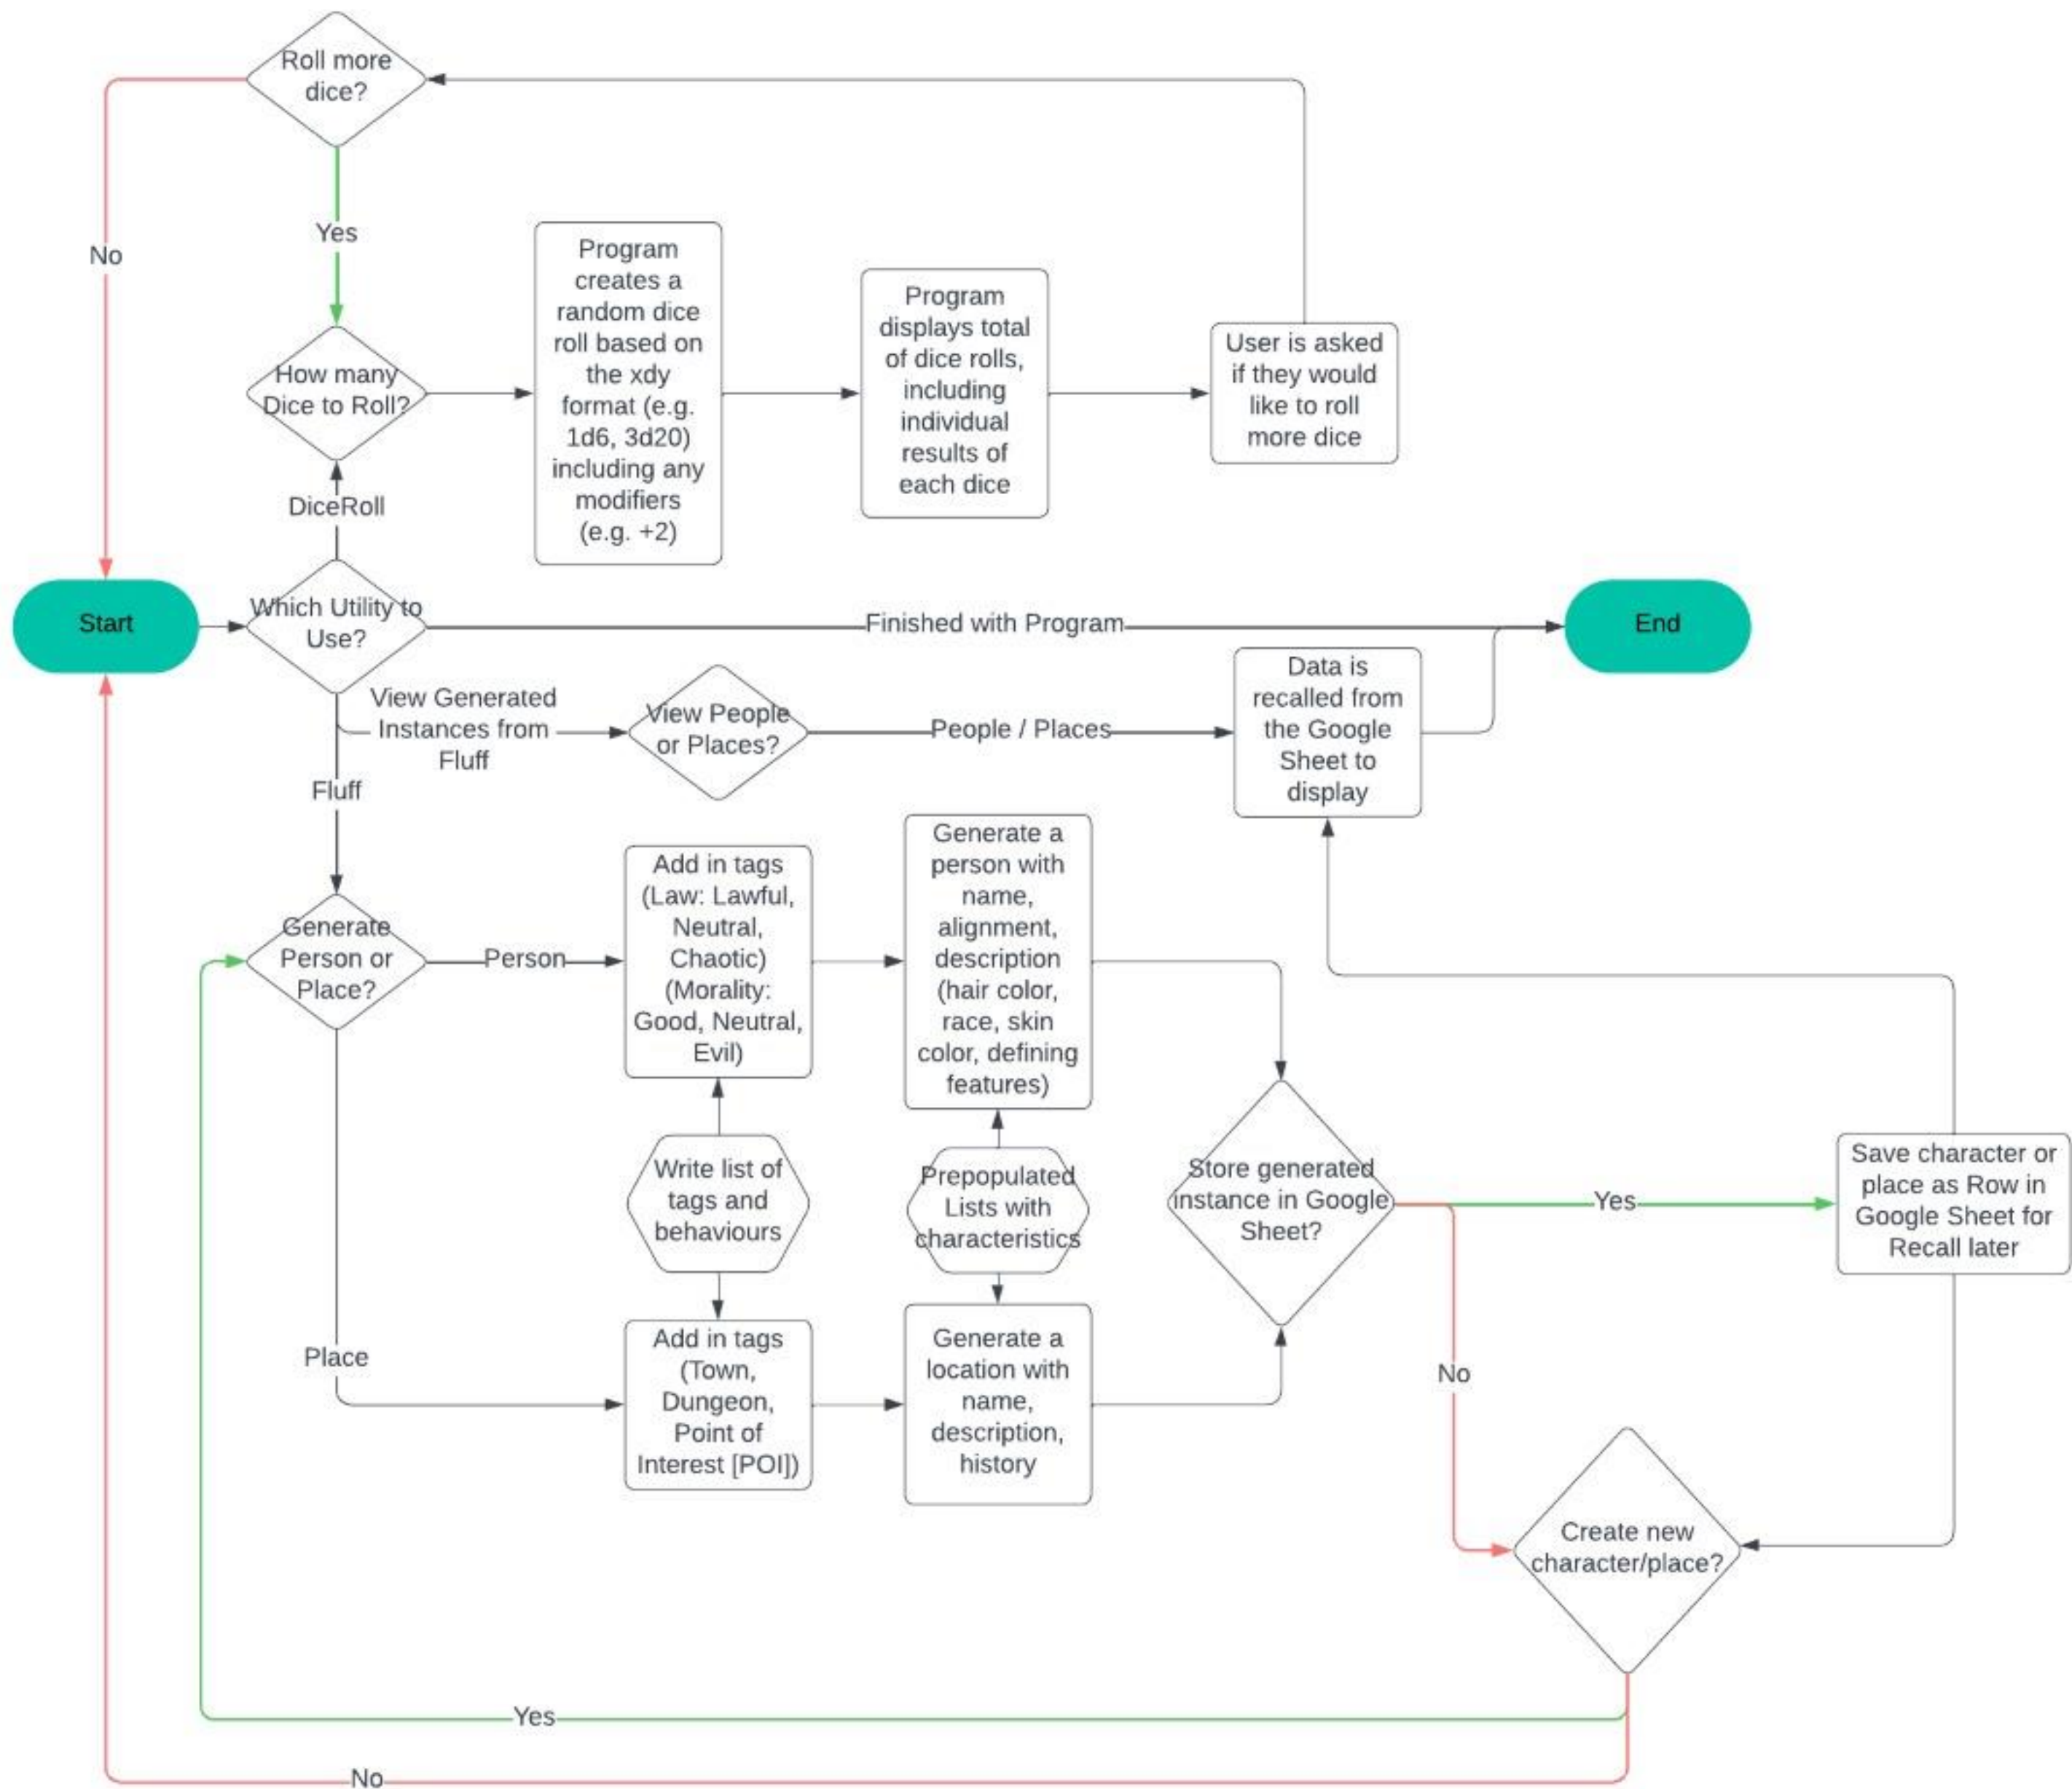 Roll more
dice?
Yes
No
How many
Dice to Roll?
Program
creates a
random dice
roll based on
the xdy
format (e.g.
1d6, 3d20)
including any
modifiers
(e.g. +2)
Program
displays total
of dice rolls,
including
individual
results of
each dice
User is asked
if they would
like to roll
more dice
DiceRoll
Start
Which Utility to
Use?
Finished with Program
End
View Generated
Instances from
Fluff
View People
or Places?
People / Places
Data is
recalled from
the Google
Sheet to
display
Fluff
Generate
Person or
Place?
Person
Add in tags
(Law: Lawful,
Neutral,
Chaotic)
(Morality:
Good, Neutral,
Evil)
Generate a
person with
name,
alignment,
description
(hair color,
race, skin
color, defining
features)
Write list of
tags and
behaviours
Prepopulated
Lists with
characteristics
Store generated
instance in Google
Sheet?
Yes
Save character or
place as Row in
Google Sheet for
Recall later
Place
Add in tags
(Town,
Dungeon,
Point of
Interest [POI])
Generate a
location with
name,
description,
history
No
Create new
character/place?
Yes
No